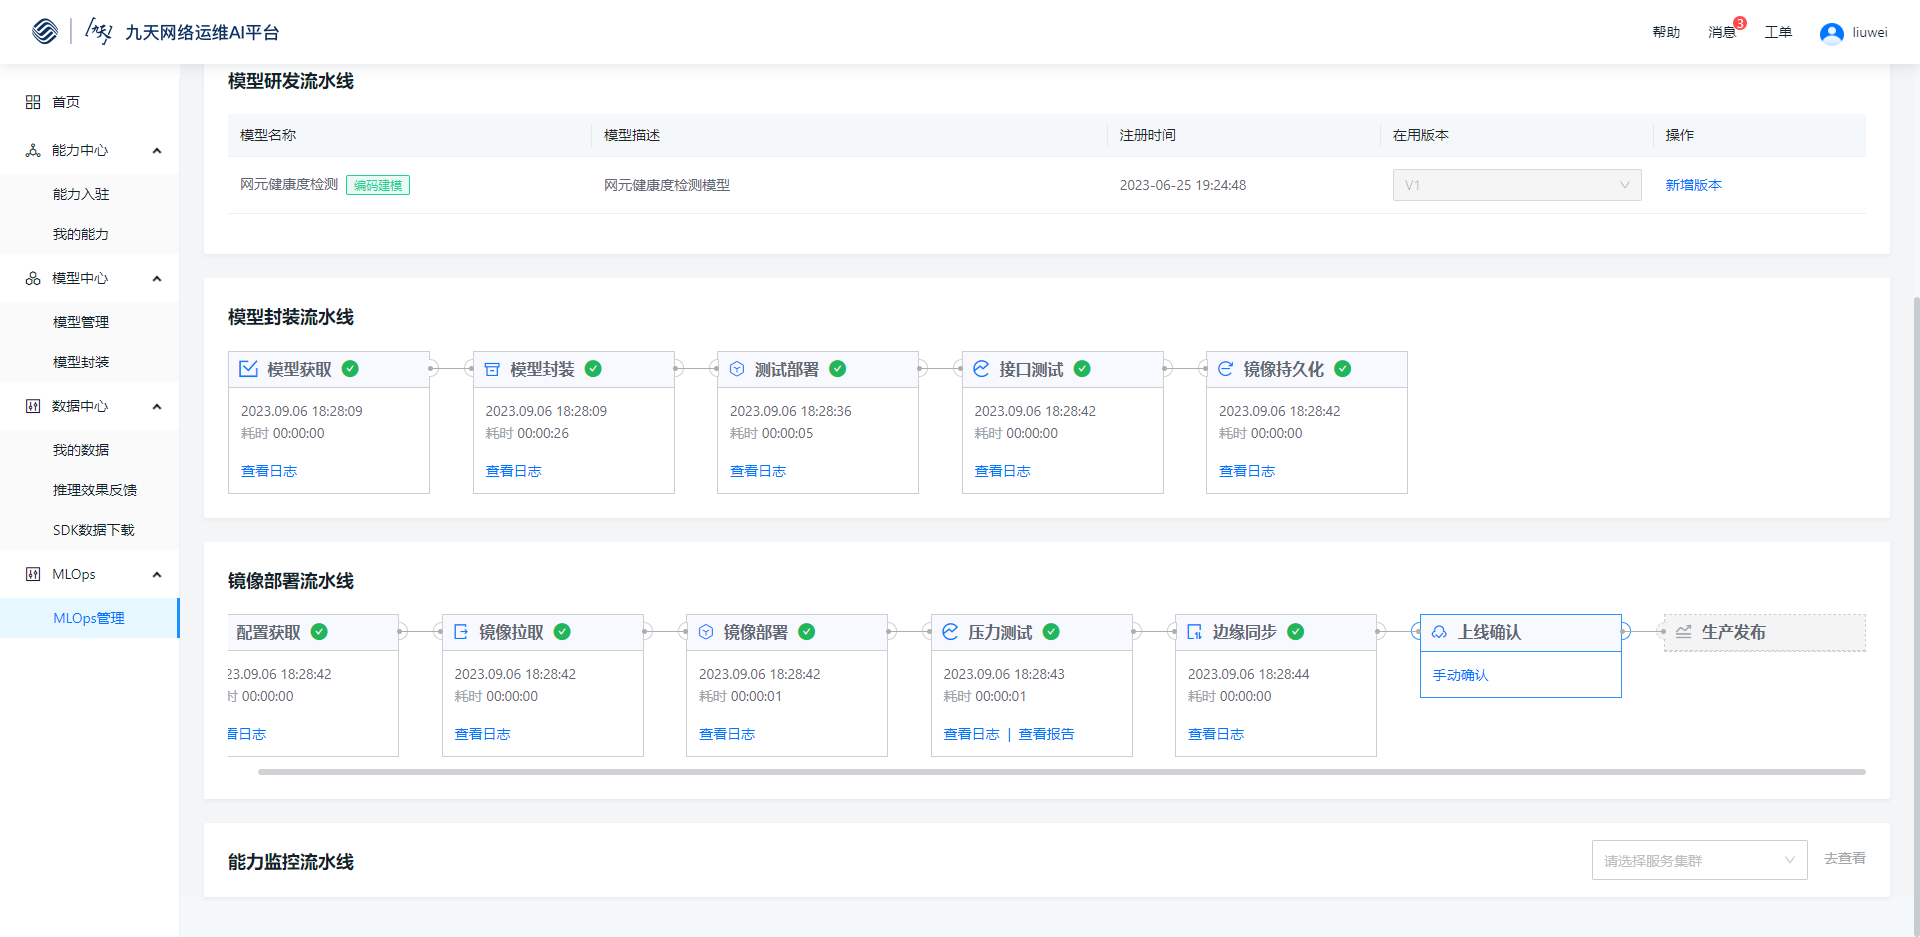 九天 九天网络运维AI平台
帮助 消息 3 工单 liuwei
首页
能力中心
能力入驻
我的能力
模型中心
模型管理
模型封装
数据中心
我的数据
推理效果反馈
SDK数据下载
MLOps
MLOps管理
模型研发流水线
模型名称 模型描述 注册时间 在用版本 操作
网元健康度检测 编码建模 网元健康度检测模型 2023-06-25 19:24:48 V1 新增版本
模型封装流水线
模型获取 模型封装 测试部署 接口测试 镜像持久化
2023.09.06 18:28:09 2023.09.06 18:28:09 2023.09.06 18:28:36 2023.09.06 18:28:42 2023.09.06 18:28:42
耗时 00:00:00 耗时 00:00:26 耗时 00:00:05 耗时 00:00:00 耗时 00:00:00
查看日志 查看日志 查看日志 查看日志 查看日志
镜像部署流水线
配置获取 镜像拉取 镜像部署 压力测试 边缘同步 上线确认 生产发布
23.09.06 18:28:42 2023.09.06 18:28:42 2023.09.06 18:28:42 2023.09.06 18:28:43 2023.09.06 18:28:44 手动确认
时 00:00:00 耗时 00:00:00 耗时 00:00:01 耗时 00:00:01 耗时 00:00:00
看日志 查看日志 查看日志 查看日志 | 查看报告 查看日志
能力监控流水线 请选择服务集群 去查看